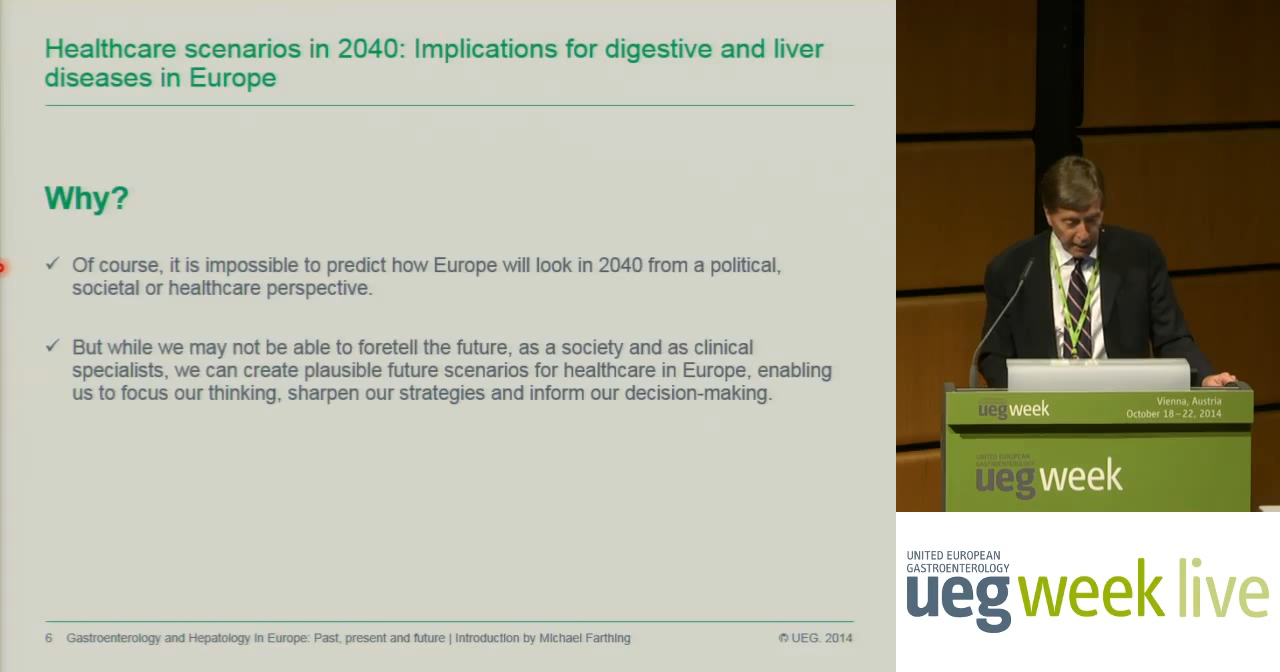 Healthcare scenarios in 2040: Implications for digestive and liver
diseases in Europe
Why?
✓ Of course, it is impossible to predict how Europe will look in 2040 from a political,
societal or healthcare perspective.
✓ But while we may not be able to foretell the future, as a society and as clinical
specialists, we can create plausible future scenarios for healthcare in Europe, enabling
us to focus our thinking, sharpen our strategies and inform our decision-making.
6 Gastroenterology and Hepatology in Europe: Past, present and future | Introduction by Michael Farthing
© UEG. 2014
ueg week
Vienna, Austria
October 18–22, 2014
UNITED EUROPEAN
GASTROENTEROLOGY
ueg week
UNITED EUROPEAN
GASTROENTEROLOGY
ueg week live